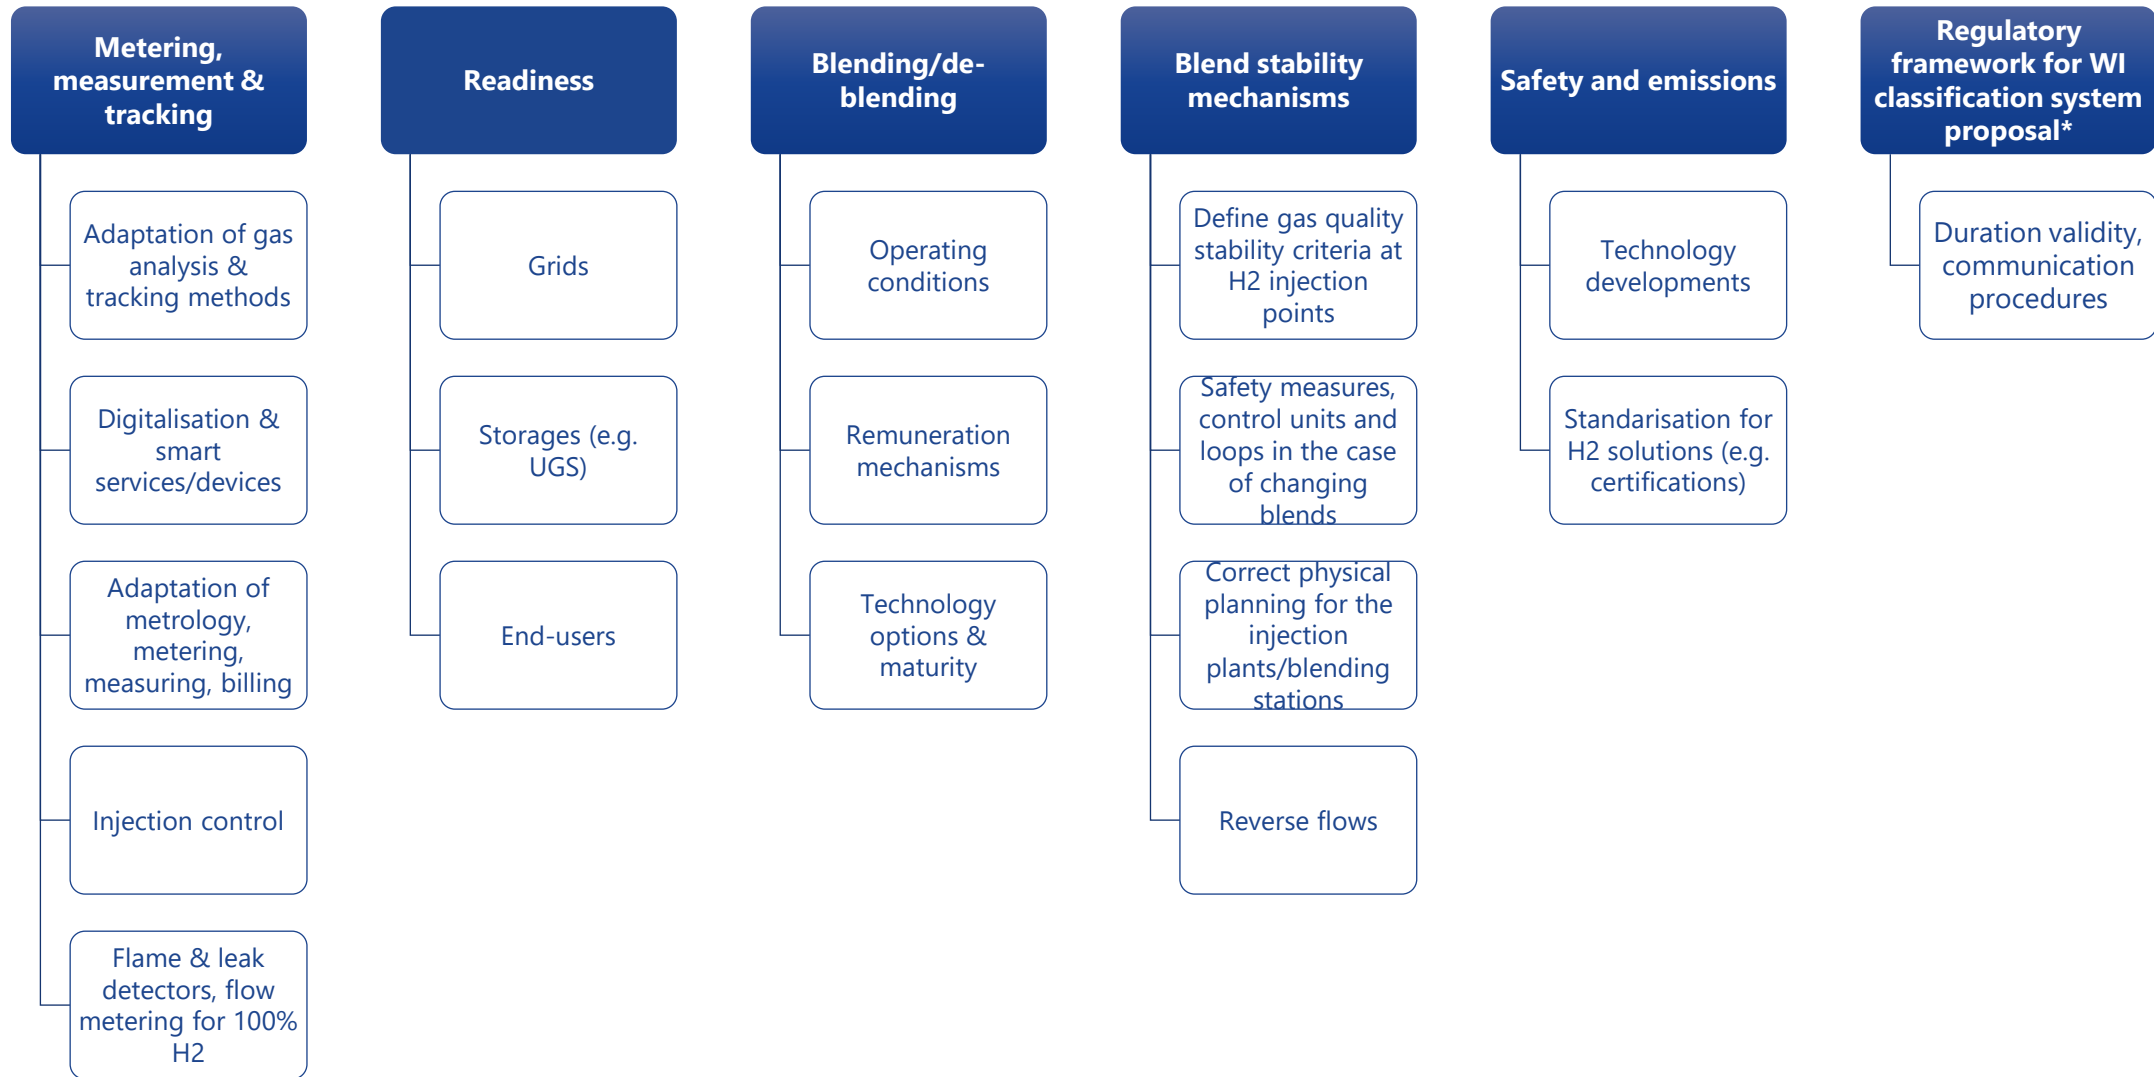 Metering,
measurement &
tracking
Adaptation of gas
analysis &
tracking methods
Digitalisation &
smart
services/devices
Adaptation of
metrology,
metering,
measuring, billing
Injection control
Flame & leak
detectors, flow
metering for 100%
H2
Readiness
Grids
Storages (e.g.
UGS)
End-users
Blending/de-
blending
Operating
conditions
Remuneration
mechanisms
Technology
options &
maturity
Blend stability
mechanisms
Define gas quality
stability criteria at
H2 injection
points
Safety measures,
control units and
loops in the case
of changing
blends
Correct physical
planning for the
injection
plants/blending
stations
Reverse flows
Safety and emissions
Technology
developments
Standarisation for
H2 solutions (e.g.
certifications)
Regulatory
framework for WI
classification system
proposal*
Duration validity,
communication
procedures